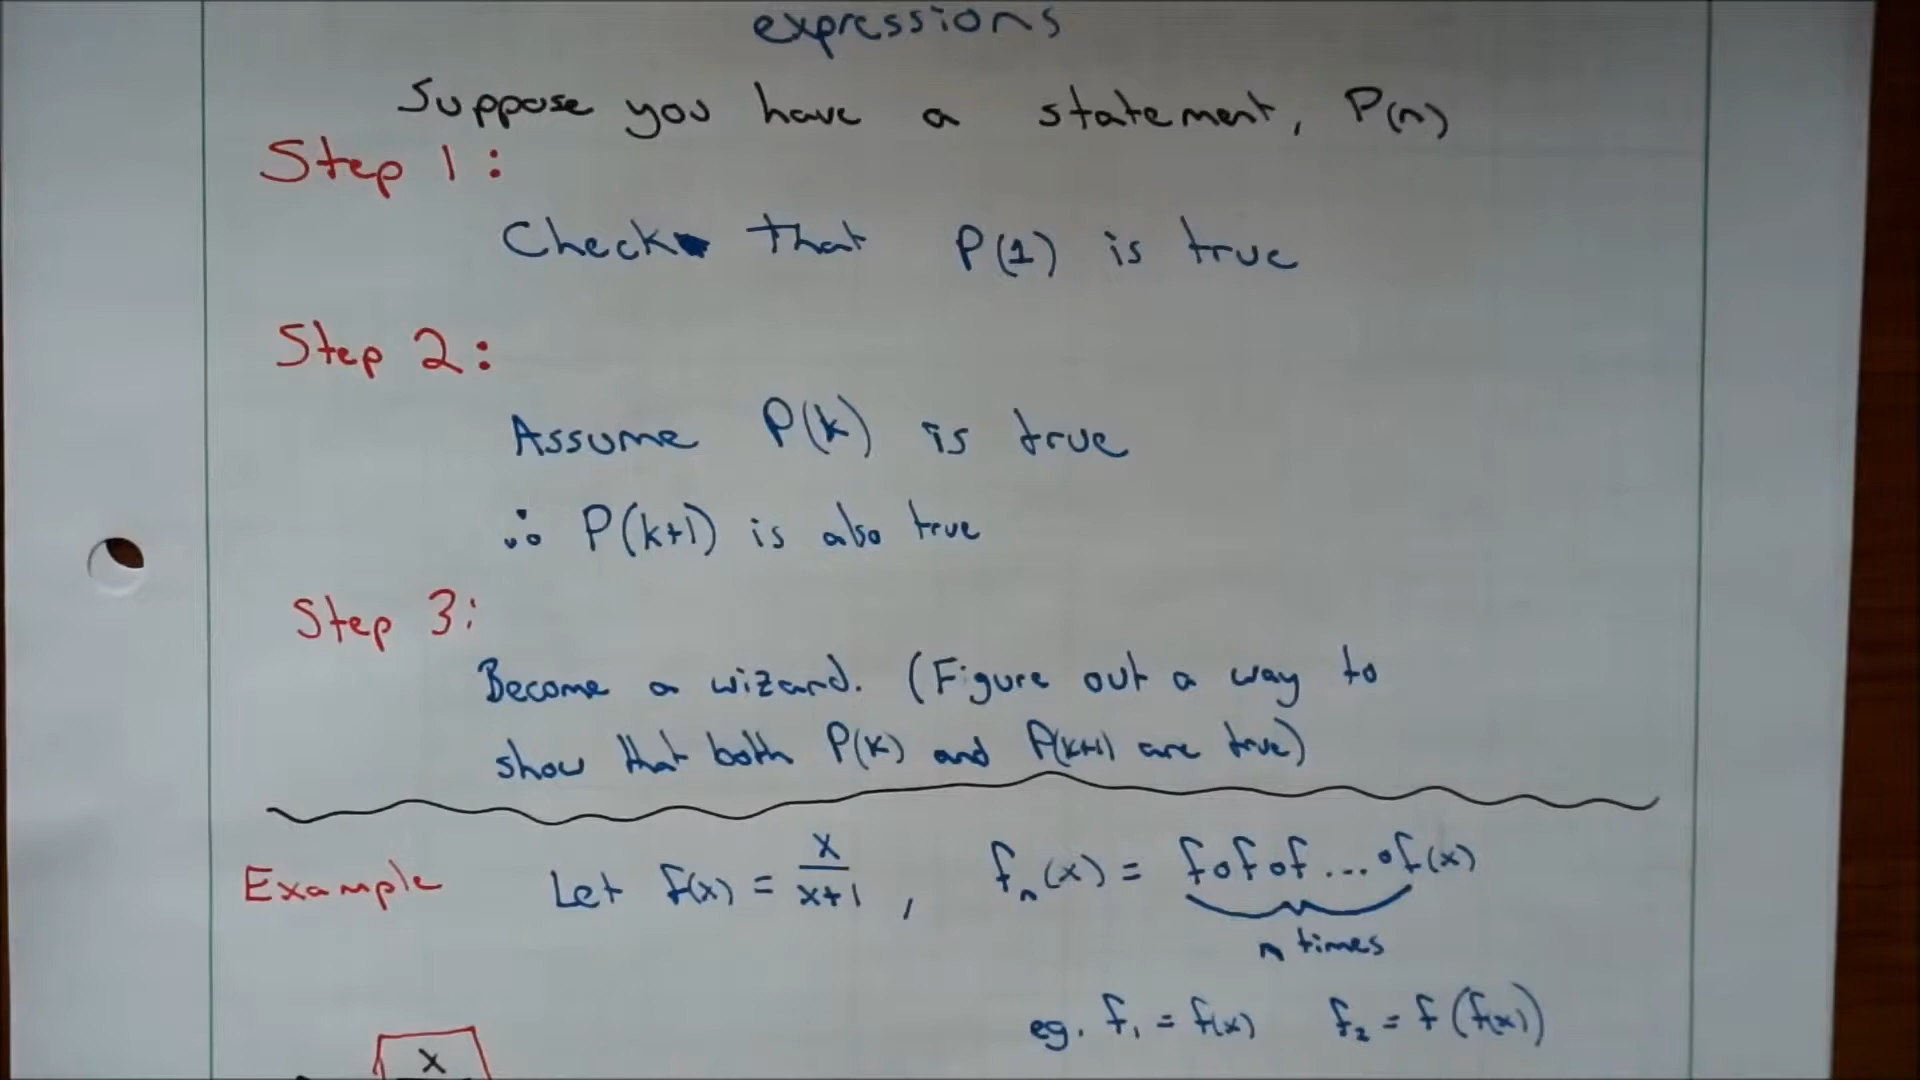 expressions
Suppose you have a statement, P(n)
Step 1:
Check that P(1) is true
Step 2:
Assume P(k) is true
∴ P(k+1) is also true
Step 3:
Become a wizard. (Figure out a way to
show that both P(k) and P(k+1) are true)
Example Let f(x) = x/(x+1) , fₙ(x) = f∘f∘f...∘f(x)
n times
eg. f₁ = f(x) f₂ = f(f(x))
x